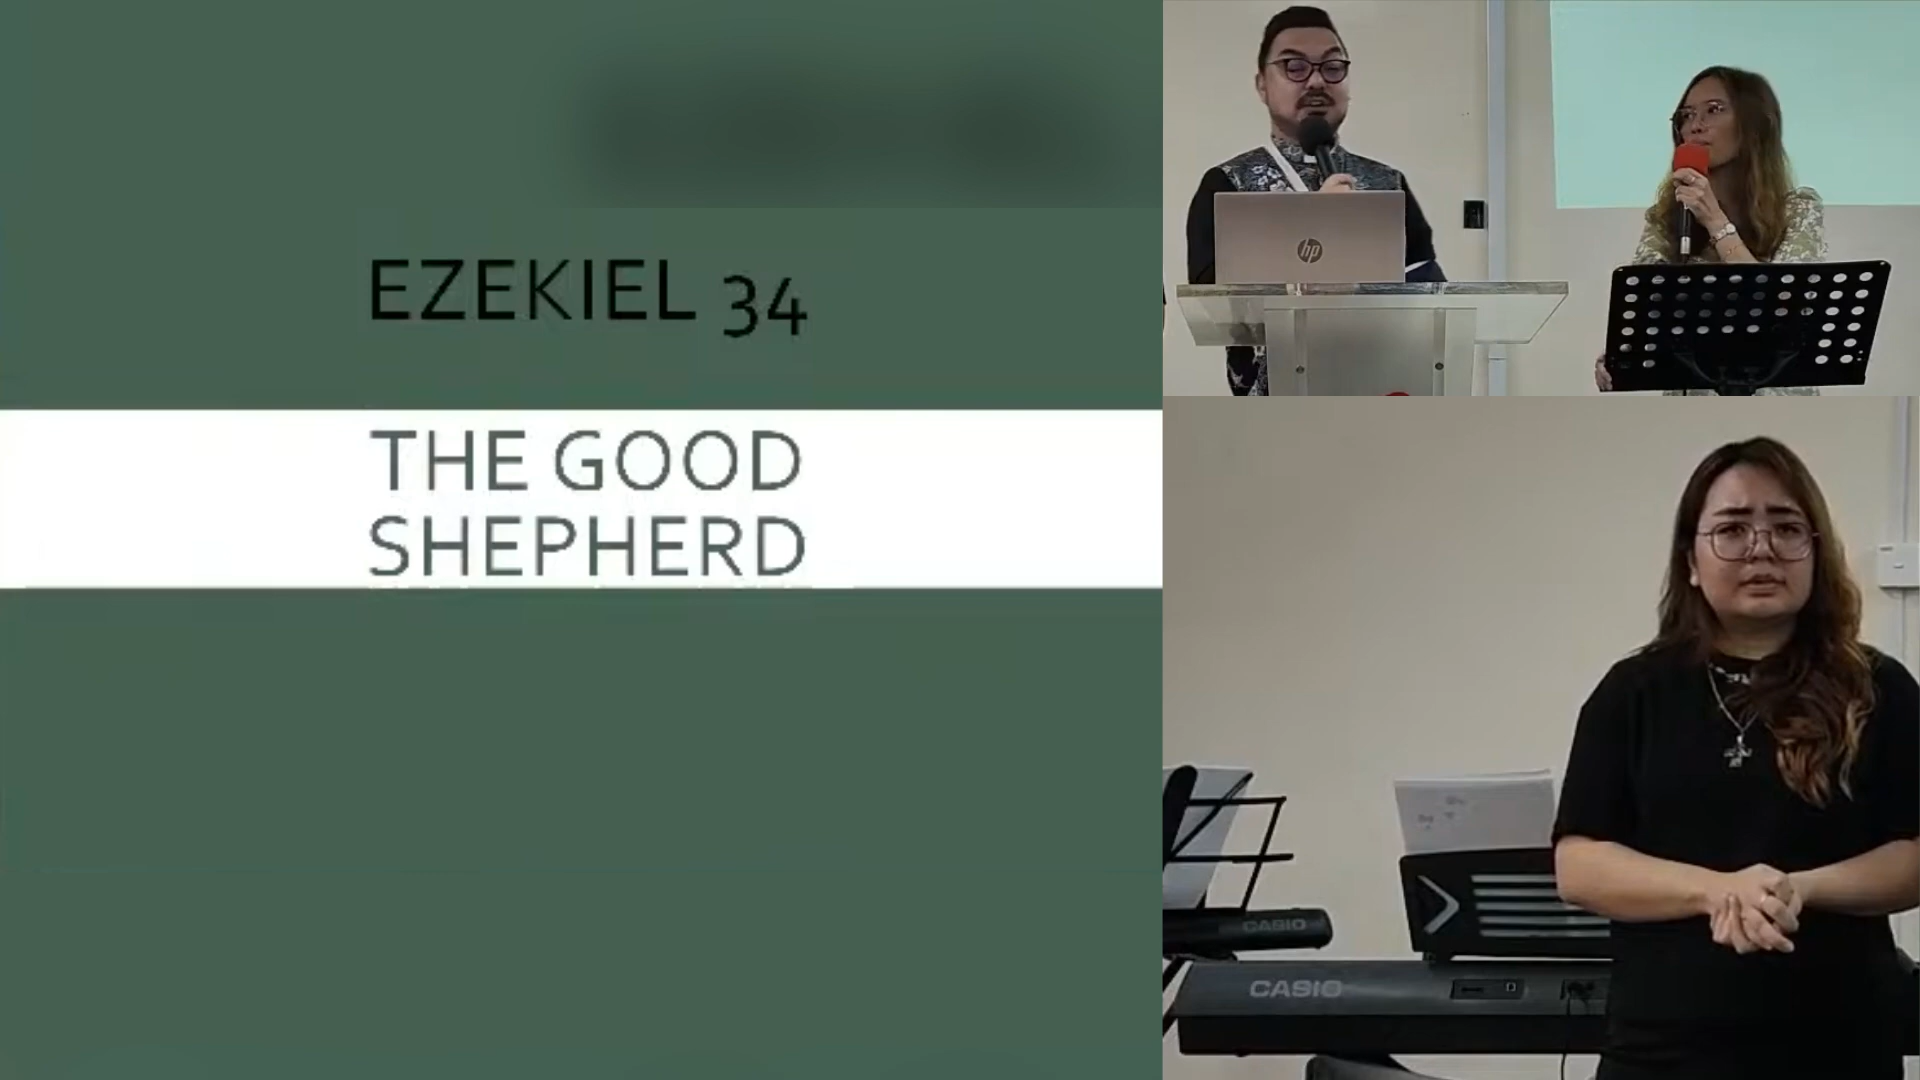 EZEKIEL 34
THE GOOD
SHEPHERD
hp
CASIO
CASIO